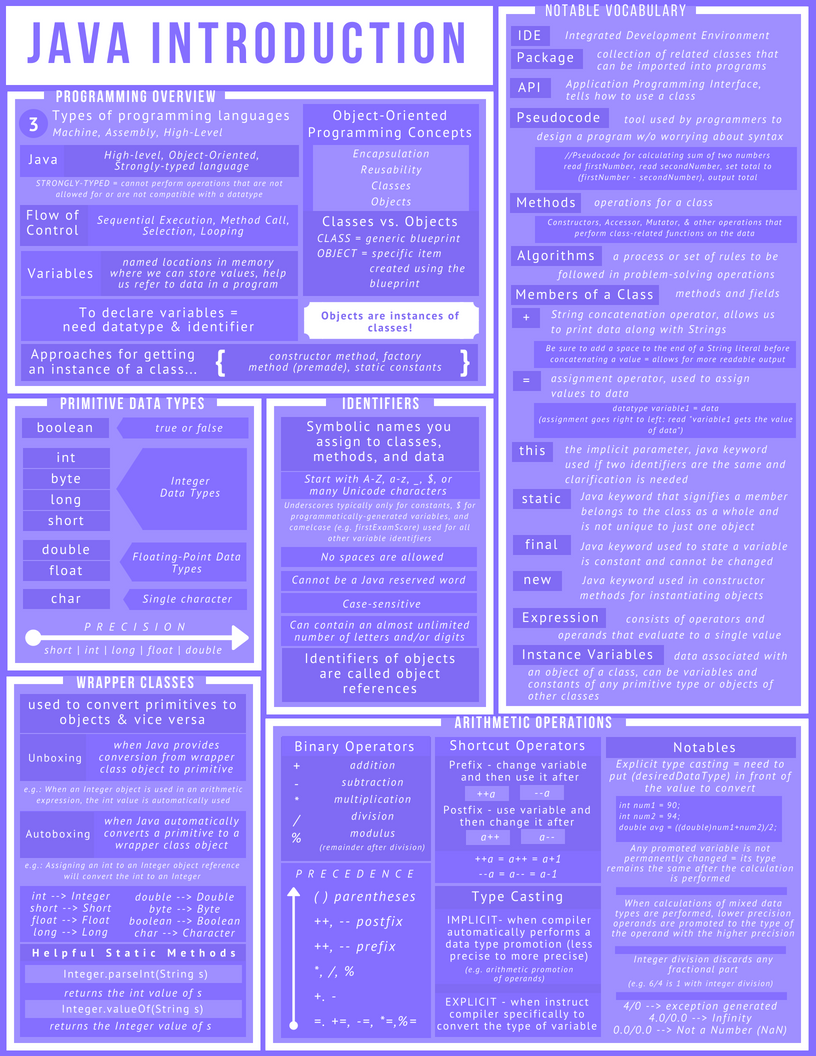 JAVA INTRODUCTION
PROGRAMMING OVERVIEW
3
Types of programming languages
Machine, Assembly, High-Level
Java
High-level, Object-Oriented,
Strongly-typed language
STRONGLY-TYPED = cannot perform operations that are not
allowed for or are not compatible with a datatype
Flow of
Control
Sequential Execution, Method Call,
Selection, Looping
Variables
named locations in memory
where we can store values, help
us refer to data in a program
To declare variables =
need datatype & identifier
Object-Oriented
Programming Concepts
Encapsulation
Reusability
Classes
Objects
Classes vs. Objects
CLASS = generic blueprint
OBJECT = specific item
created using the
blueprint
Objects are instances of
classes!
Approaches for getting
an instance of a class...
{
constructor method, factory
method (premade), static constants
}
PRIMITIVE DATA TYPES
boolean
true or false
int
byte
long
short
Integer
Data Types
double
float
Floating-Point Data
Types
char
Single character
PRECISION
short | int | long | float | double
IDENTIFIERS
Symbolic names you
assign to classes,
methods, and data
Start with A-Z, a-z, _, $, or
many Unicode characters
Underscores typically only for constants, $ for
programmatically-generated variables, and
camelcase (e.g. firstExamScore) used for all
other variable identifiers
No spaces are allowed
Cannot be a Java reserved word
Case-sensitive
Can contain an almost unlimited
number of letters and/or digits
Identifiers of objects
are called object
references
WRAPPER CLASSES
used to convert primitives to
objects & vice versa
Unboxing
when Java provides
conversion from wrapper
class object to primitive
e.g.: When an Integer object is used in an arithmetic
expression, the int value is automatically used
Autoboxing
when Java automatically
converts a primitive to a
wrapper class object
e.g.: Assigning an int to an Integer object reference
will convert the int to an Integer
int --> Integer
short --> Short
float --> Float
long --> Long
double --> Double
byte --> Byte
boolean --> Boolean
char --> Character
Helpful Static Methods
Integer.parseInt(String s)
returns the int value of s
Integer.valueOf(String s)
returns the Integer value of s
NOTABLE VOCABULARY
IDE
Integrated Development Environment
Package
collection of related classes that
can be imported into programs
API
Application Programming Interface,
tells how to use a class
Pseudocode
tool used by programmers to
design a program w/o worrying about syntax
//Pseudocode for calculating sum of two numbers
read firstNumber, read secondNumber, set total to
(firstNumber - secondNumber), output total
Methods
operations for a class
Constructors, Accessor, Mutator, & other operations that
perform class-related functions on the data
Algorithms
a process or set of rules to be
followed in problem-solving operations
Members of a Class
methods and fields
+
String concatenation operator, allows us
to print data along with Strings
Be sure to add a space to the end of a String literal before
concatenating a value = allows for more readable output
=
assignment operator, used to assign
values to data
datatype variable1 = data
(assignment goes right to left: read "variable1 gets the value
of data")
this
the implicit parameter, java keyword
used if two identifiers are the same and
clarification is needed
static
Java keyword that signifies a member
belongs to the class as a whole and
is not unique to just one object
final
Java keyword used to state a variable
is constant and cannot be changed
new
Java keyword used in constructor
methods for instantiating objects
Expression
consists of operators and
operands that evaluate to a single value
Instance Variables
data associated with
an object of a class, can be variables and
constants of any primitive type or objects of
other classes
ARITHMETIC OPERATIONS
Binary Operators
+ addition
- subtraction
* multiplication
/ division
% modulus
(remainder after division)
PRECEDENCE
( ) parentheses
++, -- postfix
++, -- prefix
*, /, %
+. -
=. +=, -=, *=,%=
Shortcut Operators
Prefix - change variable
and then use it after
++a
--a
Postfix - use variable and
then change it after
a++
a--
++a = a++ = a+1
--a = a-- = a-1
Type Casting
IMPLICIT- when compiler
automatically performs a
data type promotion (less
precise to more precise)
(e.g. arithmetic promotion
of operands)
EXPLICIT - when instruct
compiler specifically to
convert the type of variable
Notables
Explicit type casting = need to
put (desiredDataType) in front of
the value to convert
int num1 = 90;
int num2 = 94;
double avg = ((double)num1+num2)/2;
Any promoted variable is not
permanently changed = its type
remains the same after the calculation
is performed
When calculations of mixed data
types are performed, lower precision
operands are promoted to the type of
the operand with the higher precision
Integer division discards any
fractional part
(e.g. 6/4 is 1 with integer division)
4/0 --> exception generated
4.0/0.0 --> Infinity
0.0/0.0 --> Not a Number (NaN)